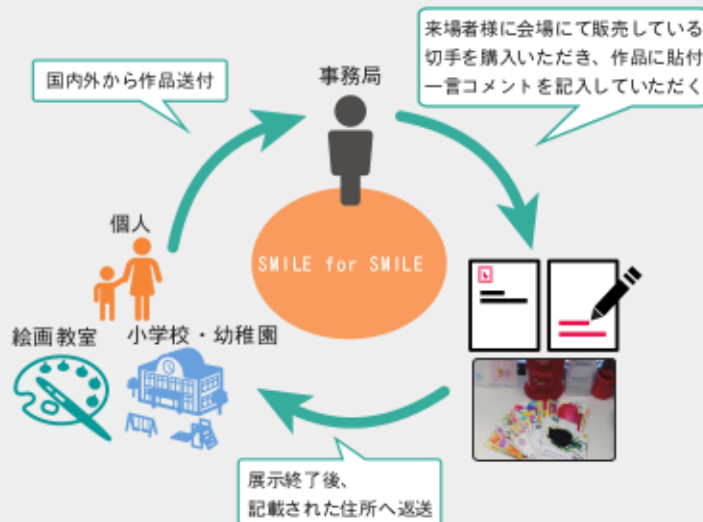 来場者様に会場にて販売している
切手を購入いただき、作品に貼付
一言コメントを記入していただく
国内外から作品送付
事務局
SMILE for SMILE
個人
絵画教室
小学校・幼稚園
展示終了後、
記載された住所へ返送